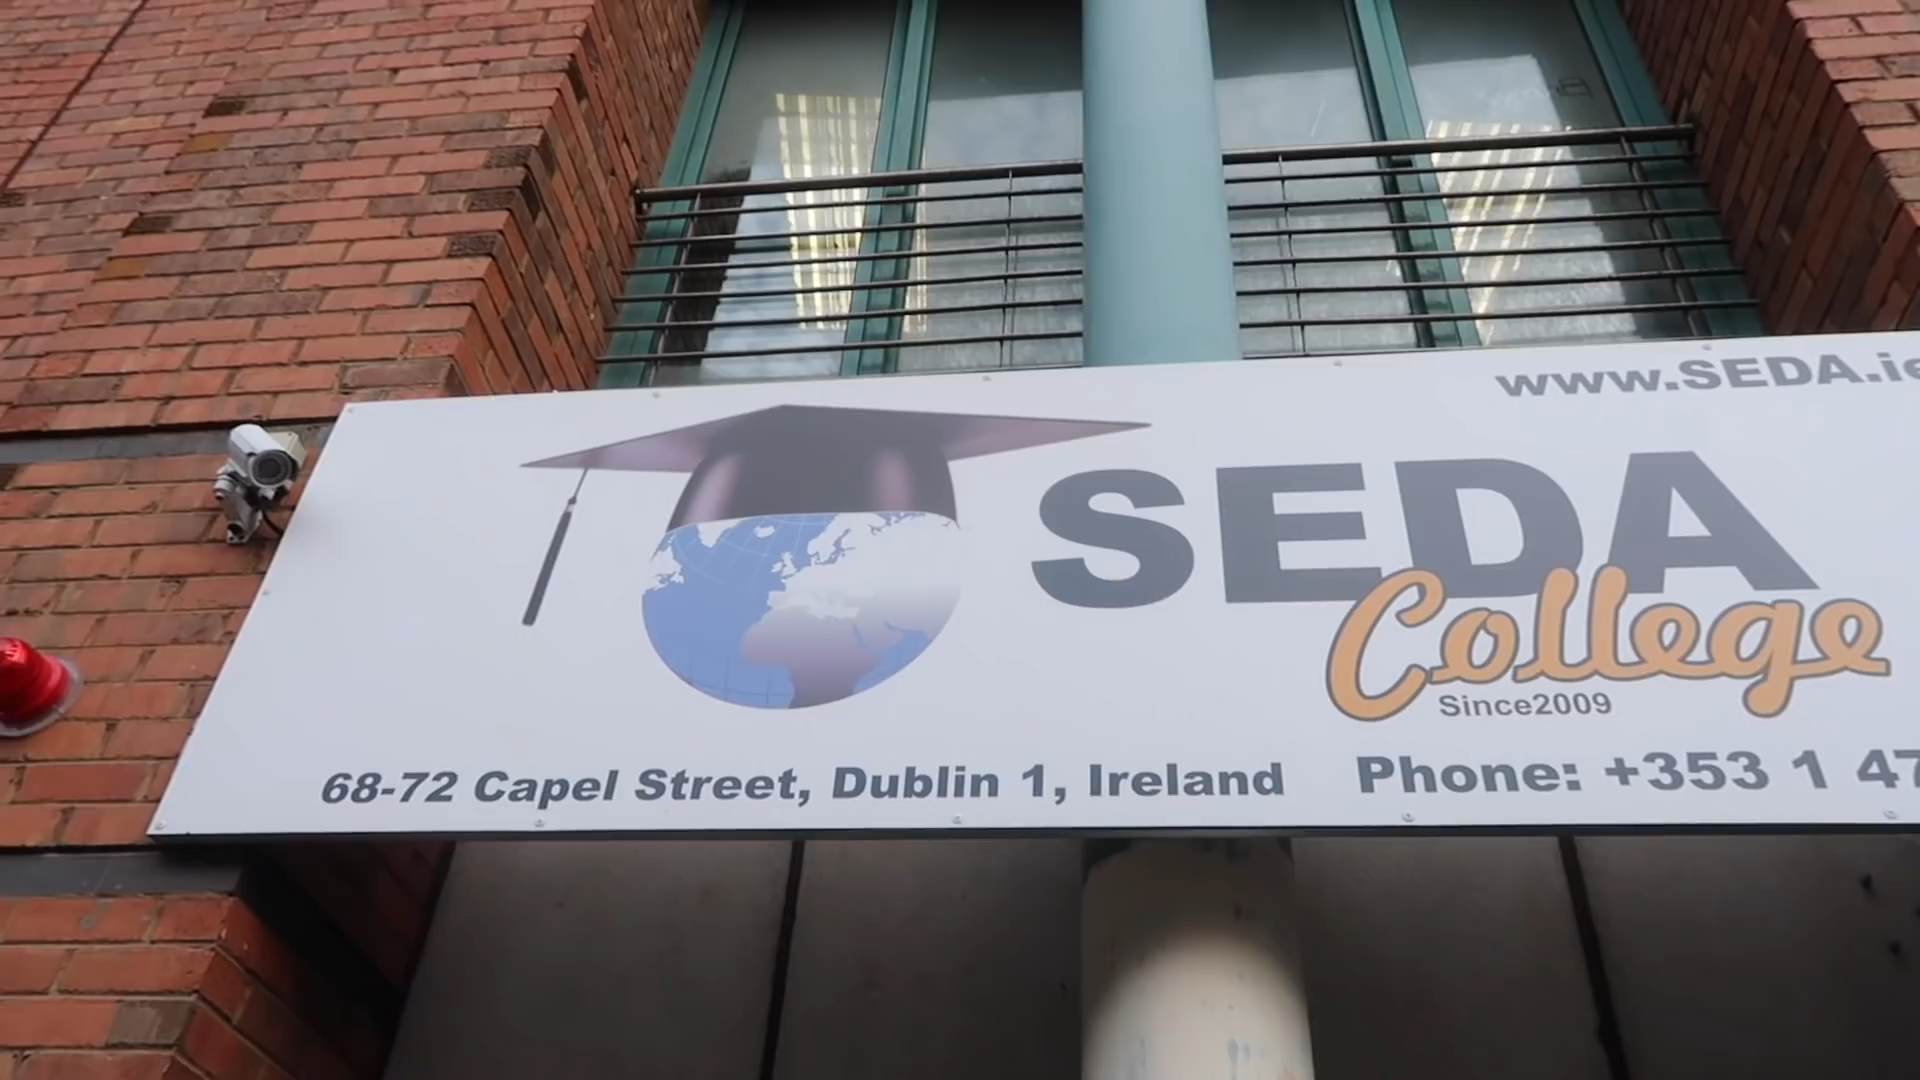 www.SEDA.ie
SEDA
College
Since2009
68-72 Capel Street, Dublin 1, Ireland Phone: +353 1 47